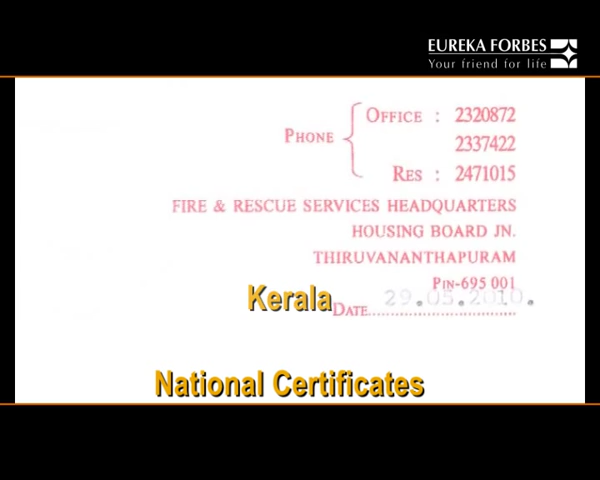 EUREKA FORBES
Your friend for life
PHONE { OFFICE : 2320872
2337422
RES : 2471015
FIRE & RESCUE SERVICES HEADQUARTERS
HOUSING BOARD JN.
THIRUVANANTHAPURAM
PIN-695 001
Kerala
DATE 29.05.2010.
National Certificates